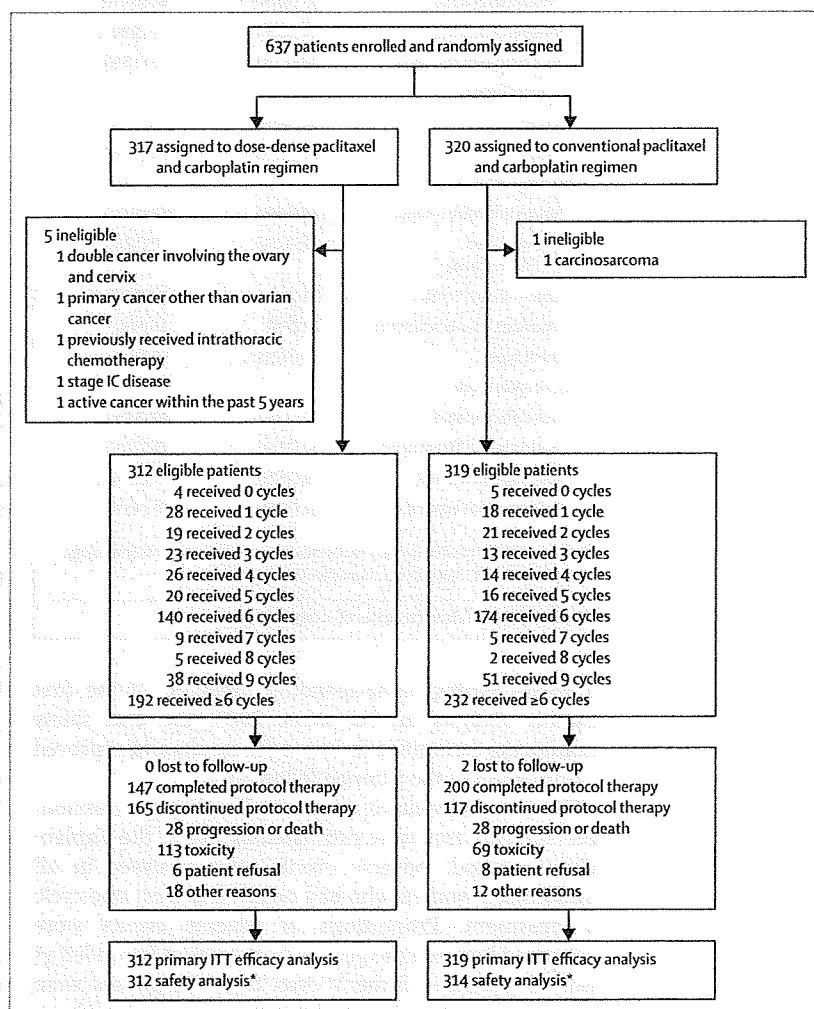 637 patients enrolled and randomly assigned
317 assigned to dose-dense paclitaxel
and carboplatin regimen
320 assigned to conventional paclitaxel
and carboplatin regimen
5 ineligible
1 double cancer involving the ovary
and cervix
1 primary cancer other than ovarian
cancer
1 previously received intrathoracic
chemotherapy
1 stage IC disease
1 active cancer within the past 5 years
1 ineligible
1 carcinosarcoma
312 eligible patients
4 received 0 cycles
28 received 1 cycle
19 received 2 cycles
23 received 3 cycles
26 received 4 cycles
20 received 5 cycles
140 received 6 cycles
9 received 7 cycles
5 received 8 cycles
38 received 9 cycles
192 received ≥6 cycles
319 eligible patients
5 received 0 cycles
18 received 1 cycle
21 received 2 cycles
13 received 3 cycles
14 received 4 cycles
16 received 5 cycles
174 received 6 cycles
5 received 7 cycles
2 received 8 cycles
51 received 9 cycles
232 received ≥6 cycles
0 lost to follow-up
147 completed protocol therapy
165 discontinued protocol therapy
28 progression or death
113 toxicity
6 patient refusal
18 other reasons
2 lost to follow-up
200 completed protocol therapy
117 discontinued protocol therapy
28 progression or death
69 toxicity
8 patient refusal
12 other reasons
312 primary ITT efficacy analysis
312 safety analysis*
319 primary ITT efficacy analysis
314 safety analysis*